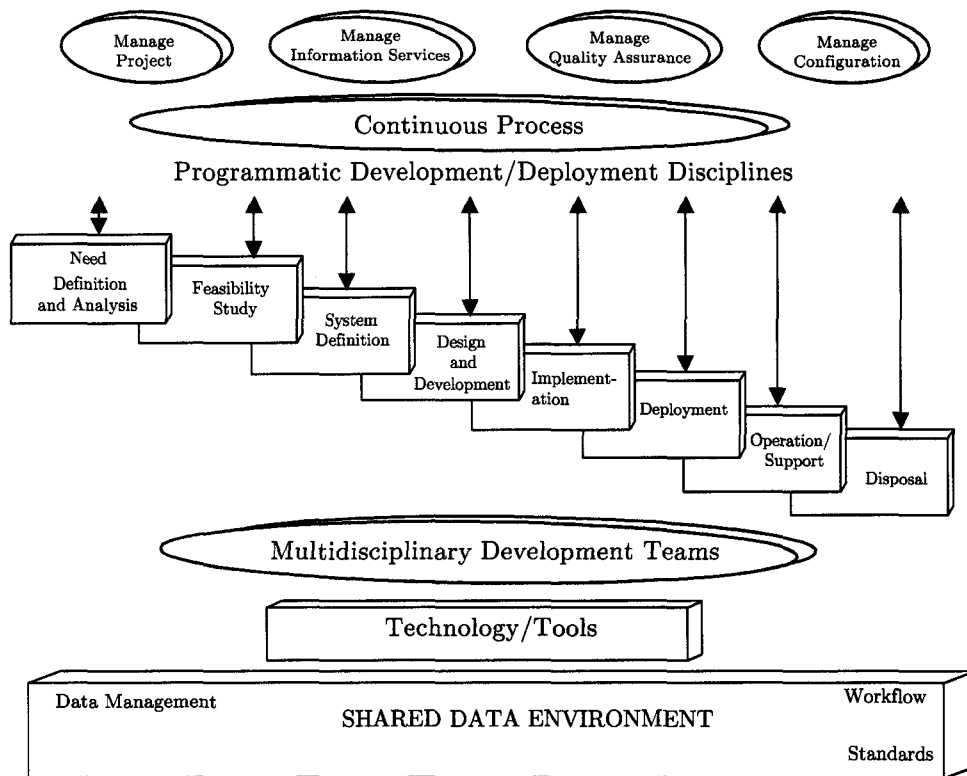 Manage
Project
Manage
Information Services
Manage
Quality Assurance
Manage
Configuration
Continuous Process
Programmatic Development/Deployment Disciplines
Need
Definition
and Analysis
Feasibility
Study
System
Definition
Design
and
Development
Implement-
ation
Deployment
Operation/
Support
Disposal
Multidisciplinary Development Teams
Technology/Tools
Data Management
Workflow
SHARED DATA ENVIRONMENT
Standards